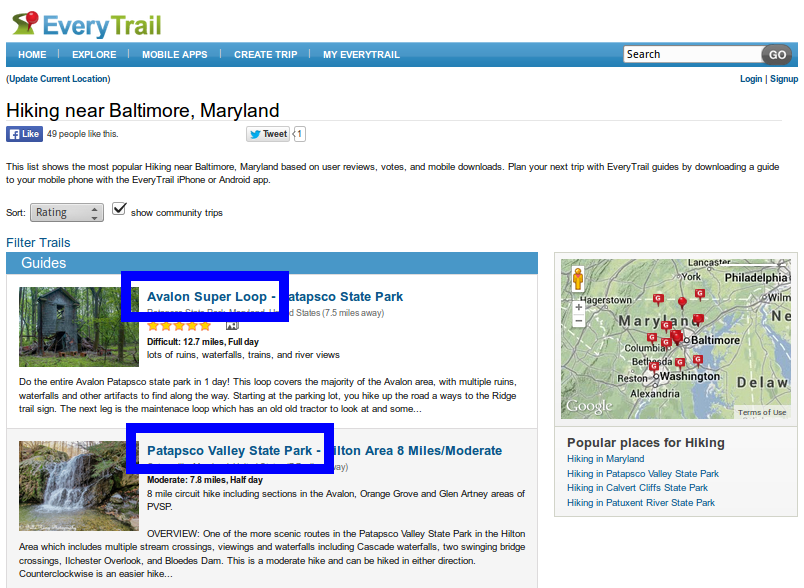 EveryTrail
HOME | EXPLORE | MOBILE APPS | CREATE TRIP | MY EVERYTRAIL Search GO
(Update Current Location) Login | Signup
Hiking near Baltimore, Maryland
Like 49 people like this. Tweet 1
This list shows the most popular Hiking near Baltimore, Maryland based on user reviews, votes, and mobile downloads. Plan your next trip with EveryTrail guides by downloading a guide
to your mobile phone with the EveryTrail iPhone or Android app.
Sort: Rating show community trips
Filter Trails
Guides
Avalon Super Loop - atapsco State Park
States (7.5 miles away)
Difficult: 12.7 miles, Full day
lots of ruins, waterfalls, trains, and river views
Do the entire Avalon Patapsco state park in 1 day! This loop covers the majority of the Avalon area, with multiple ruins,
waterfalls and other artifacts to find along the way. Starting at the parking lot, you hike up the road a ways to the Ridge
trail sign. The next leg is the maintenace loop which has an old old tractor to look at and some...
Patapsco Valley State Park - ilton Area 8 Miles/Moderate
Moderate: 7.8 miles, Half day
8 mile circuit hike including sections in the Avalon, Orange Grove and Glen Artney areas of
PVSP.
OVERVIEW: One of the more scenic routes in the Patapsco Valley State Park in the Hilton
Area which includes multiple stream crossings, viewings and waterfalls including Cascade waterfalls, two swinging bridge
crossings, Ilchester Overlook, and Bloedes Dam. This is a moderate hike and can be hiked in either direction.
Counterclockwise is an easier hike...
Lancaster
York Philadelphia
Hagerstown Wilm
Maryland Ne
Baltimore
Columbia
Bethesda
Reston Washington
Delaw
Alexandria
Google Terms of Use
Popular places for Hiking
Hiking in Maryland
Hiking in Patapsco Valley State Park
Hiking in Calvert Cliffs State Park
Hiking in Patuxent River State Park